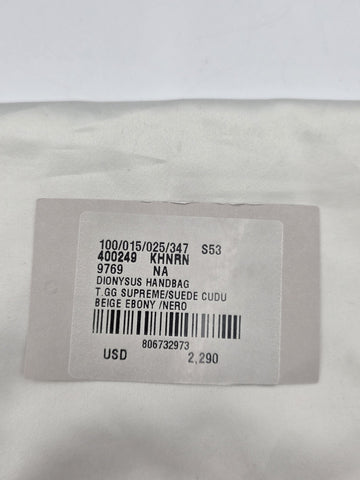 100/015/025/347 S53
400249 KHNRN
9769 NA
DIONYSUS HANDBAG
T.GG SUPREME/SUEDE CUDU
BEIGE EBONY /NERO
806732973
USD 2,290